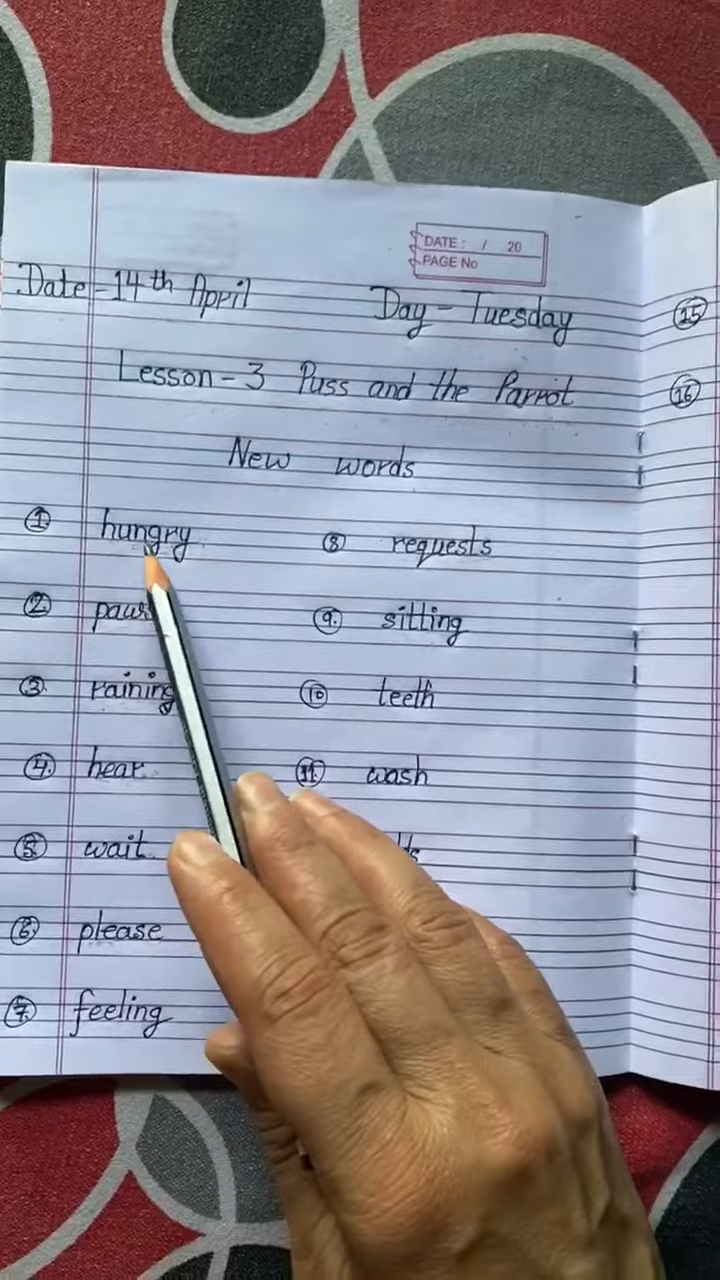 DATE: / 20
PAGE No
Date - 14th April Day - Tuesday
Lesson - 3 Puss and the Parrot
New words
1 hungry
2. paws
3. raining
4. hear
5. wait
6. please
7. feeling
8 requests
9. sitting
10 teeth
11. wash
15
16